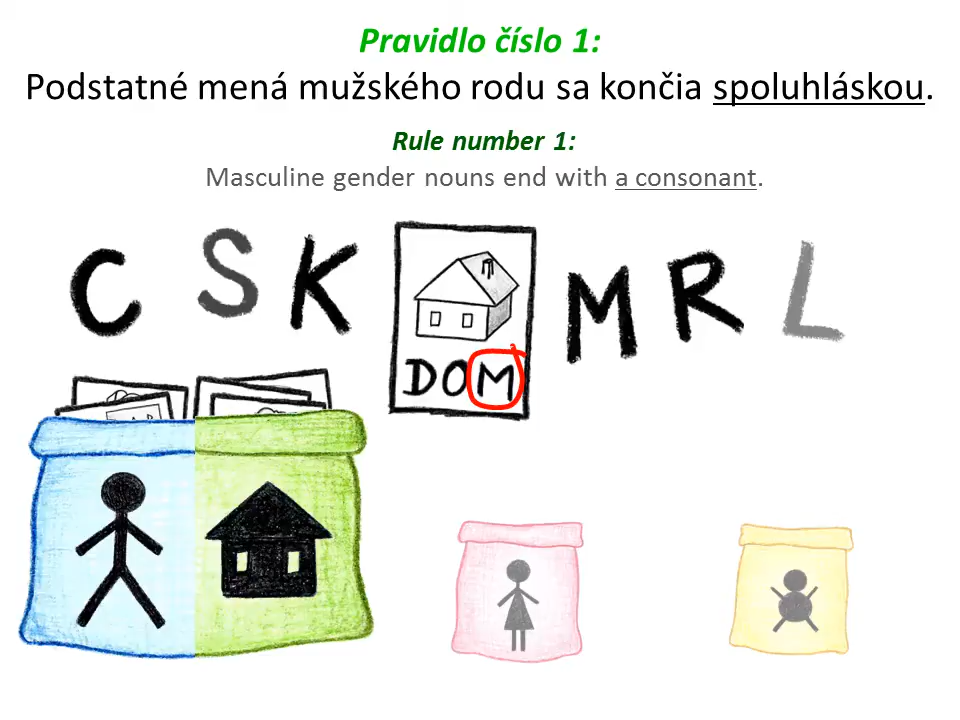 Pravidlo číslo 1:
Podstatné mená mužského rodu sa končia spoluhláskou.
Rule number 1:
Masculine gender nouns end with a consonant.
C S K M R L
DOM